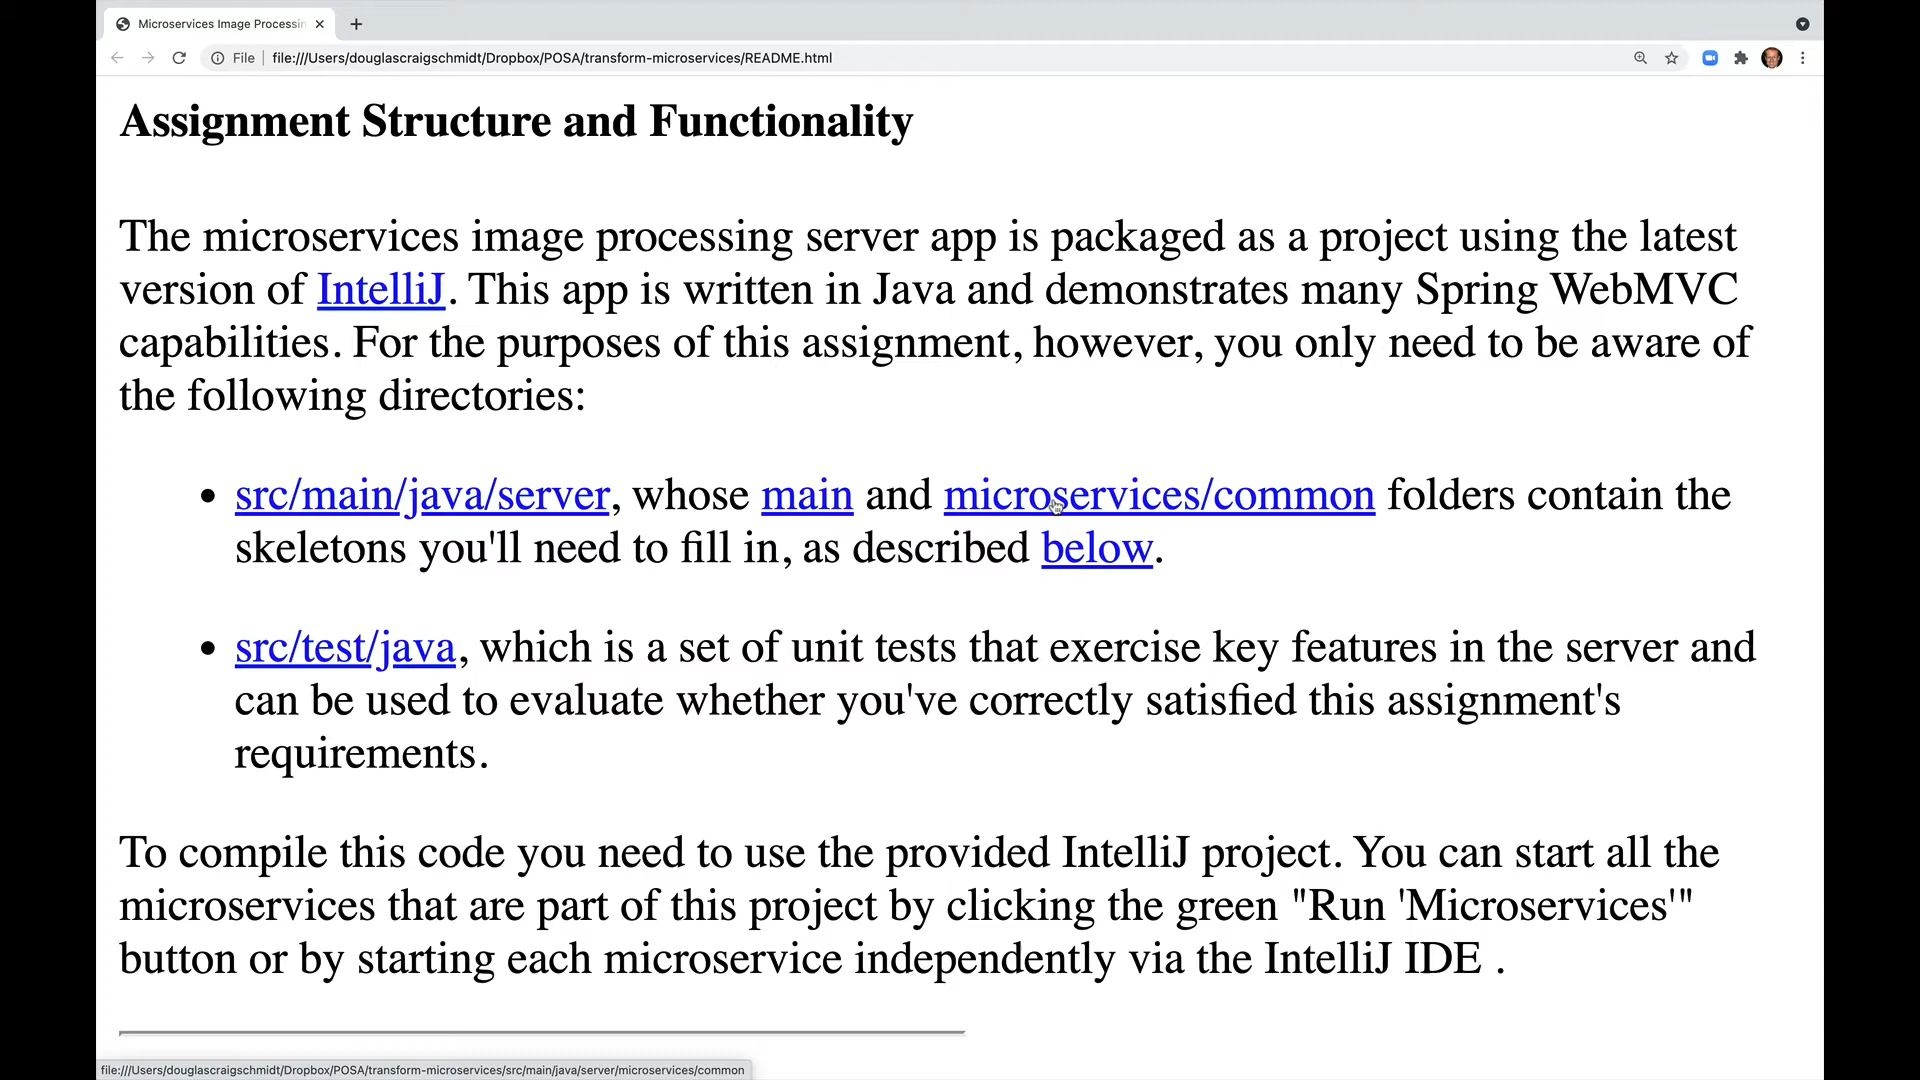 Microservices Image Processin
File
file:///Users/douglascraigschmidt/Dropbox/POSA/transform-microservices/README.html
Assignment Structure and Functionality
The microservices image processing server app is packaged as a project using the latest
version of IntelliJ. This app is written in Java and demonstrates many Spring WebMVC
capabilities. For the purposes of this assignment, however, you only need to be aware of
the following directories:
• src/main/java/server, whose main and microservices/common folders contain the
skeletons you'll need to fill in, as described below.
• src/test/java, which is a set of unit tests that exercise key features in the server and
can be used to evaluate whether you've correctly satisfied this assignment's
requirements.
To compile this code you need to use the provided IntelliJ project. You can start all the
microservices that are part of this project by clicking the green "Run 'Microservices'"
button or by starting each microservice independently via the IntelliJ IDE .
file:///Users/douglascraigschmidt/Dropbox/POSA/transform-microservices/src/main/java/server/microservices/common